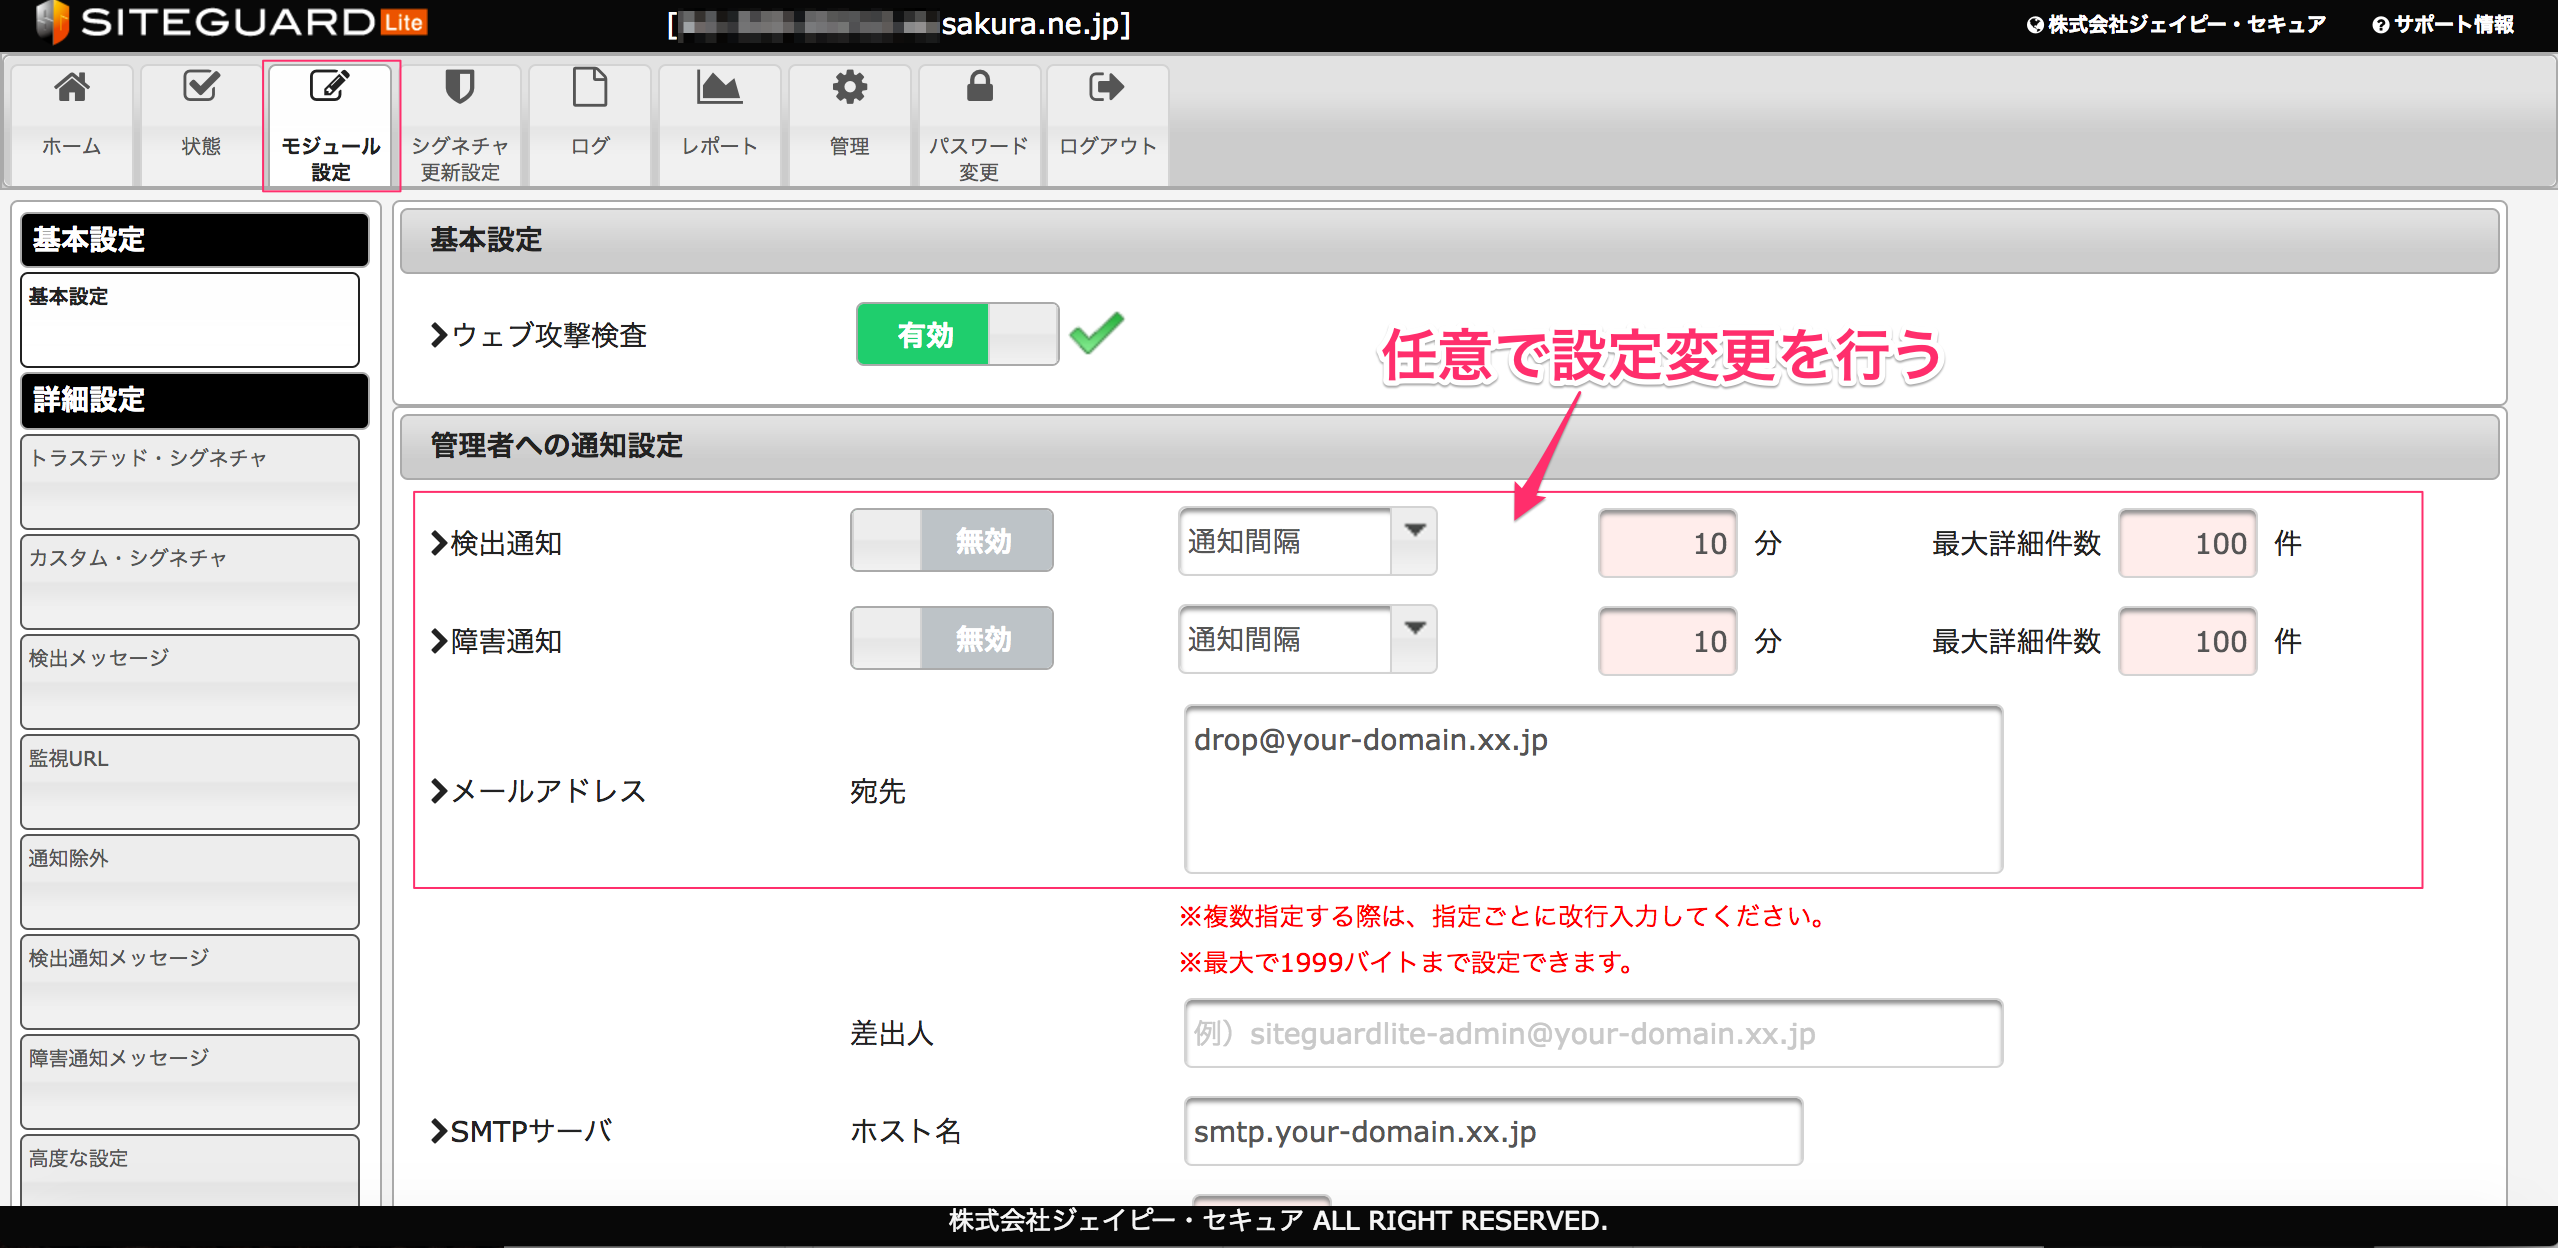 SITEGUARD Lite
[sakura.ne.jp]
株式会社ジェイピー・セキュア
サポート情報
ホーム
状態
モジュール
設定
シグネチャ
更新設定
ログ
レポート
管理
パスワード
変更
ログアウト
基本設定
基本設定
詳細設定
トラステッド・シグネチャ
カスタム・シグネチャ
検出メッセージ
監視URL
通知除外
検出通知メッセージ
障害通知メッセージ
高度な設定
基本設定
ウェブ攻撃検査 有効
任意で設定変更を行う
管理者への通知設定
検出通知 無効 通知間隔 10 分 最大詳細件数 100 件
障害通知 無効 通知間隔 10 分 最大詳細件数 100 件
メールアドレス 宛先 drop@your-domain.xx.jp
※複数指定する際は、指定ごとに改行入力してください。
※最大で1999バイトまで設定できます。
差出人 例）siteguardlite-admin@your-domain.xx.jp
SMTPサーバ ホスト名 smtp.your-domain.xx.jp
株式会社ジェイピー・セキュア ALL RIGHT RESERVED.